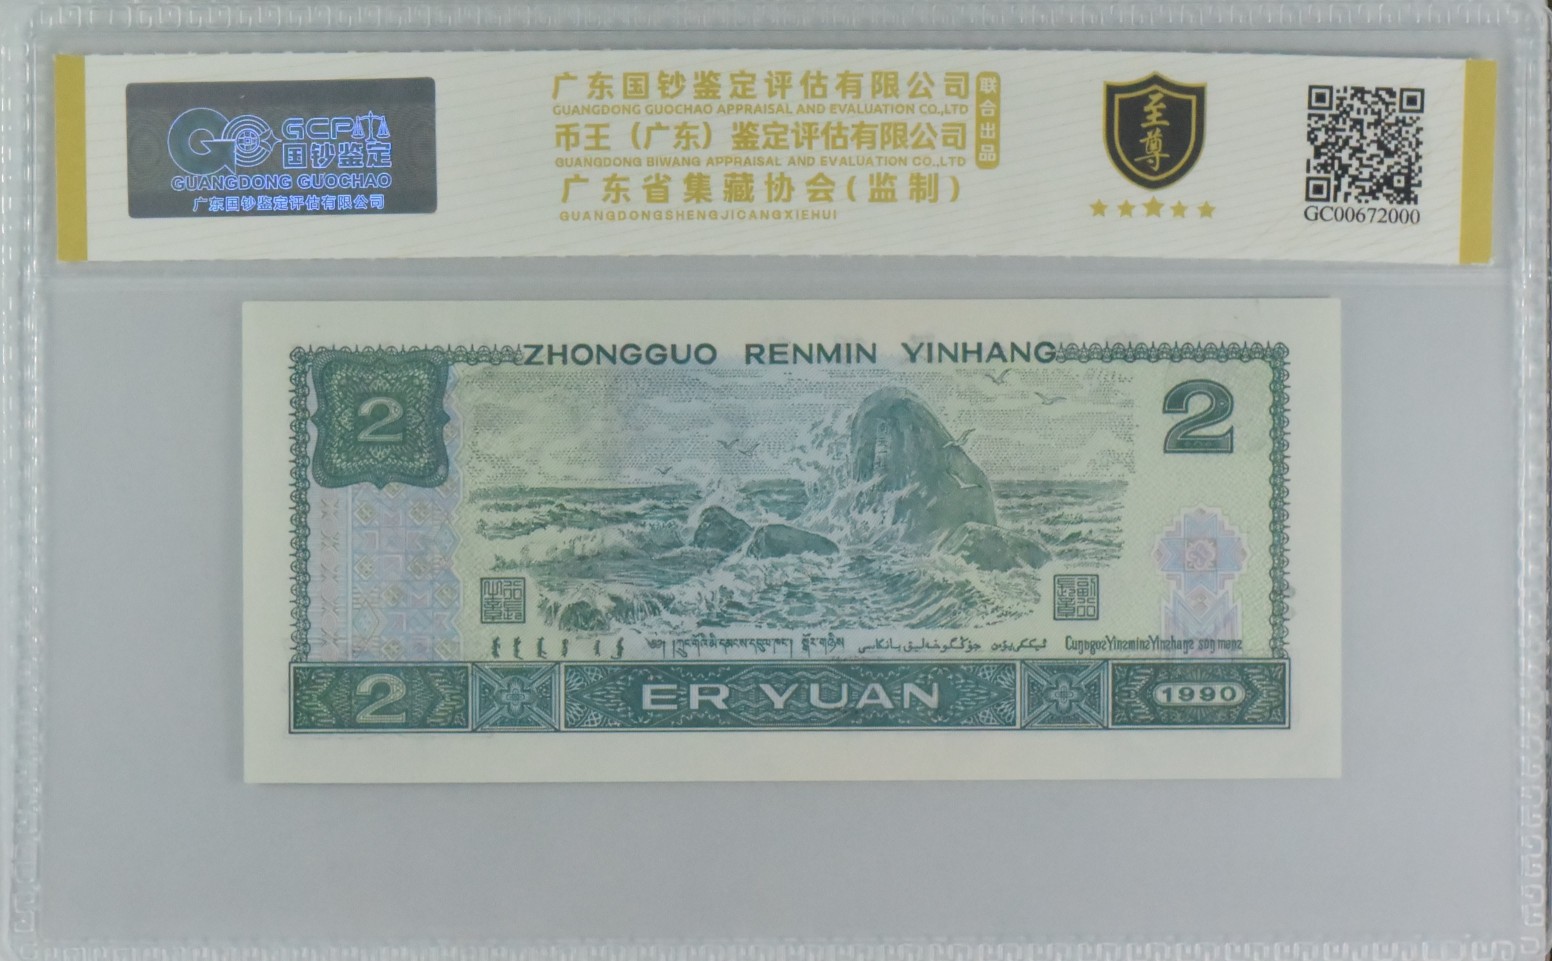 GCP
国钞鉴定
GUANGDONG GUOCHAO
广东国钞鉴定评估有限公司
广东国钞鉴定评估有限公司
GUANGDONG GUOCHAO APPRAISAL AND EVALUATION CO.,LTD
币王（广东）鉴定评估有限公司
GUANGDONG BIWANG APPRAISAL AND EVALUATION CO.,LTD
联合出品
广东省集藏协会(监制)
GUANGDONGSHENGJICANGXIEHUI
至尊
GC00672000
ZHONGGUO RENMIN YINHANG
2
2
2
ER YUAN
1990